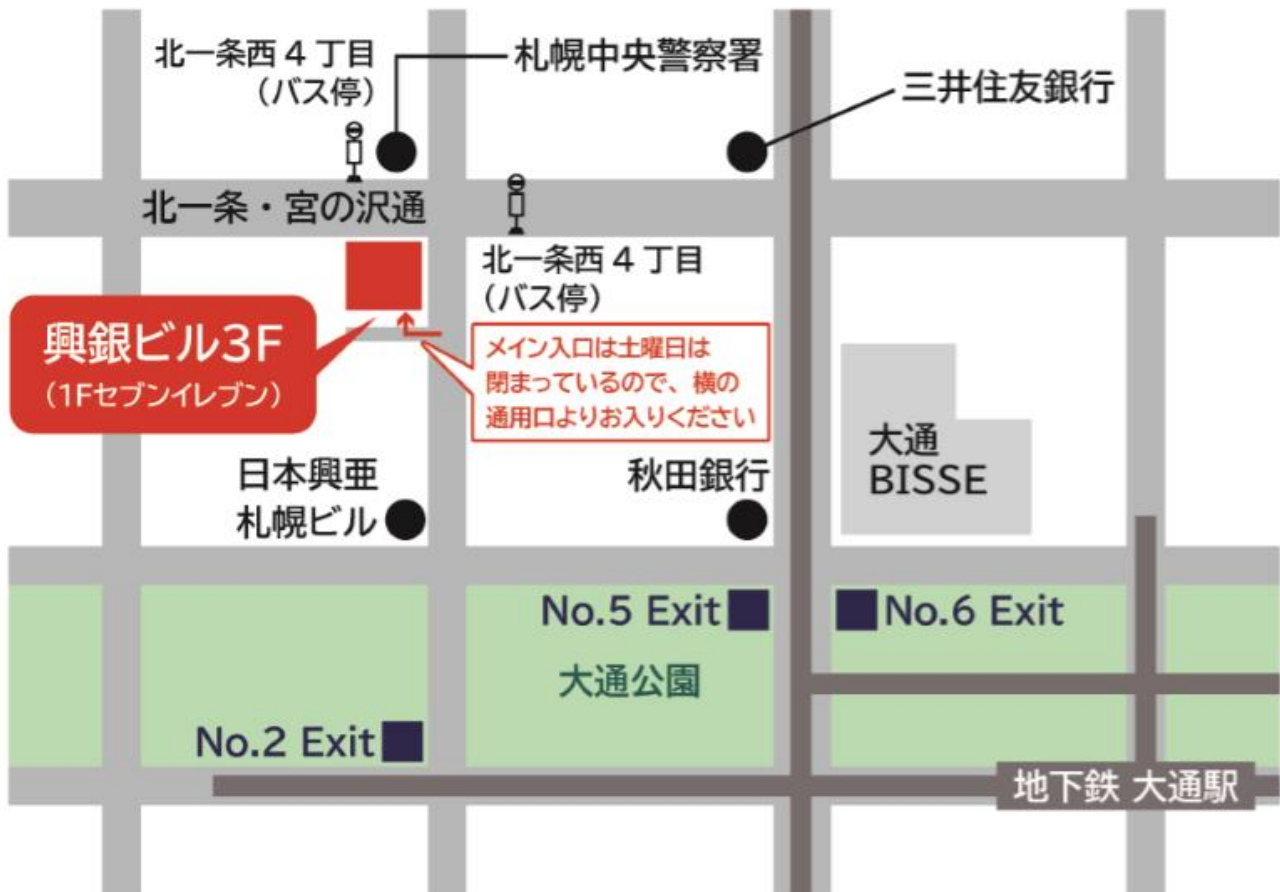 北一条西 4 丁目
(バス停)
札幌中央警察署
三井住友銀行
北一条・宮の沢通
北一条西 4 丁目
(バス停)
興銀ビル3F
(1Fセブンイレブン)
メイン入口は土曜日は
閉まっているので、横の
通用口よりお入りください
大通
BISSE
日本興亜
札幌ビル
秋田銀行
No.5 Exit
No.6 Exit
大通公園
No.2 Exit
地下鉄 大通駅